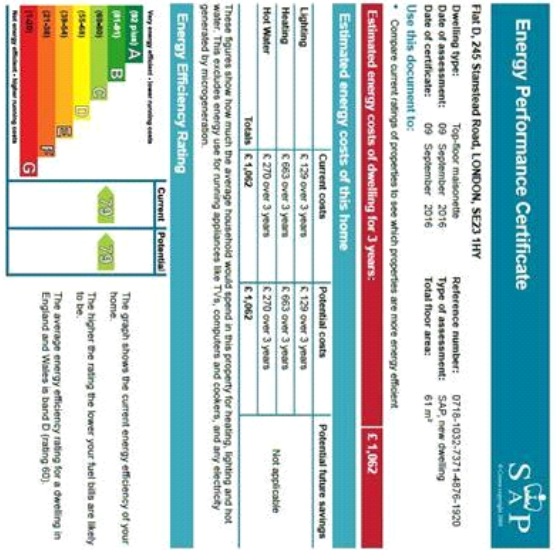 Energy Performance Certificate
SAP
© Crown copyright 2009
Flat D, 245 Stanstead Road, LONDON, SE23 1HY
Dwelling type: Top-floor maisonette
Date of assessment: 09 September 2016
Date of certificate: 09 September 2016
Reference number: 0718-1032-7371-4876-1920
Type of assessment: SAP, new dwelling
Total floor area: 61 m²
Use this document to:
• Compare current ratings of properties to see which properties are more energy efficient
Estimated energy costs of dwelling for 3 years: £ 1,062
Estimated energy costs of this home
Current costs Potential costs Potential future savings
Lighting £ 129 over 3 years £ 129 over 3 years
Heating £ 663 over 3 years £ 663 over 3 years
Hot Water £ 270 over 3 years £ 270 over 3 years
Not applicable
Totals £ 1,062 £ 1,062
These figures show how much the average household would spend in this property for heating, lighting and hot
water. This excludes energy use for running appliances like TVs, computers and cookers, and any electricity
generated by microgeneration.
Energy Efficiency Rating
Current Potential
Very energy efficient - lower running costs
(92 plus) A
(81-91) B
(69-80) C
(55-68) D
(39-54) E
(21-38) F
(1-20) G
Not energy efficient - higher running costs
79 79
The graph shows the current energy efficiency of your
home.
The higher the rating the lower your fuel bills are likely
to be.
The average energy efficiency rating for a dwelling in
England and Wales is band D (rating 60).